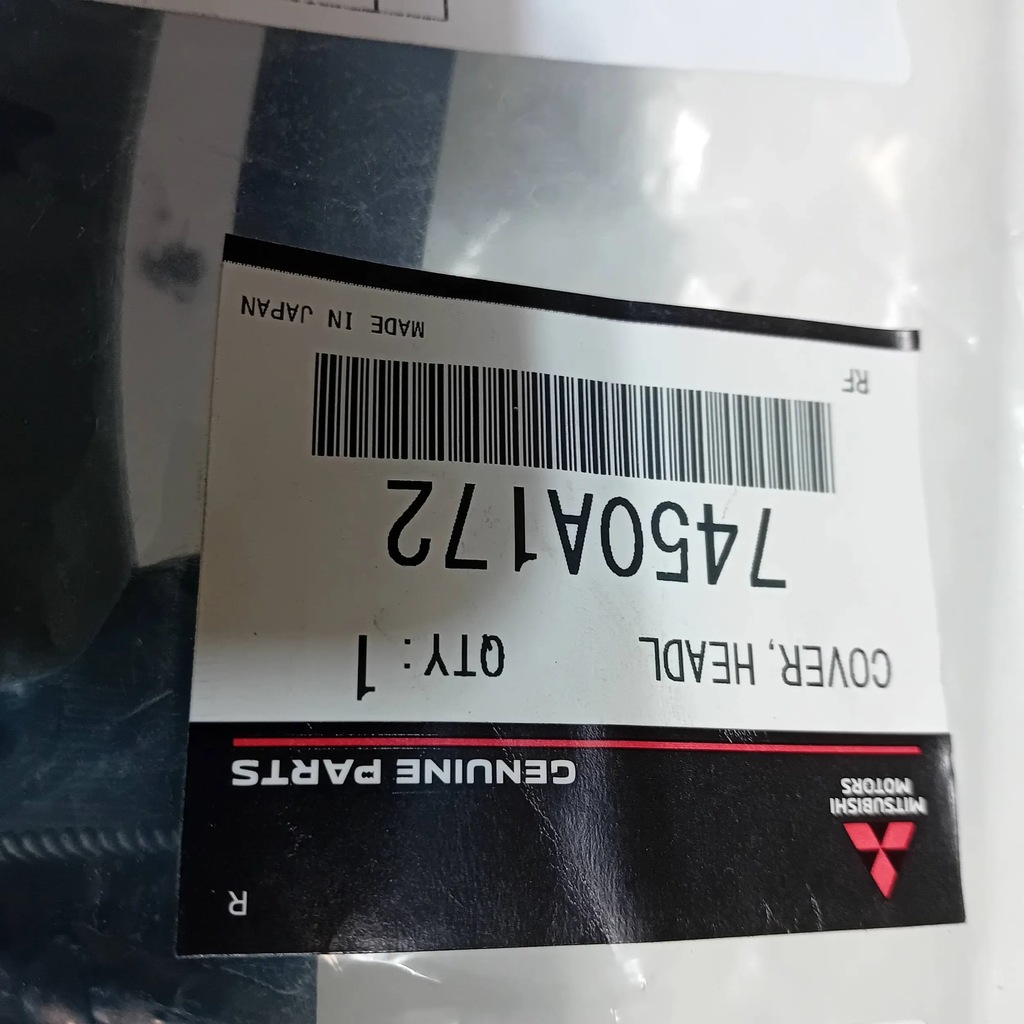 R
MITSUBISHI
MOTORS
GENUINE PARTS
COVER, HEADL QTY: 1
7450A172
RF
MADE IN JAPAN